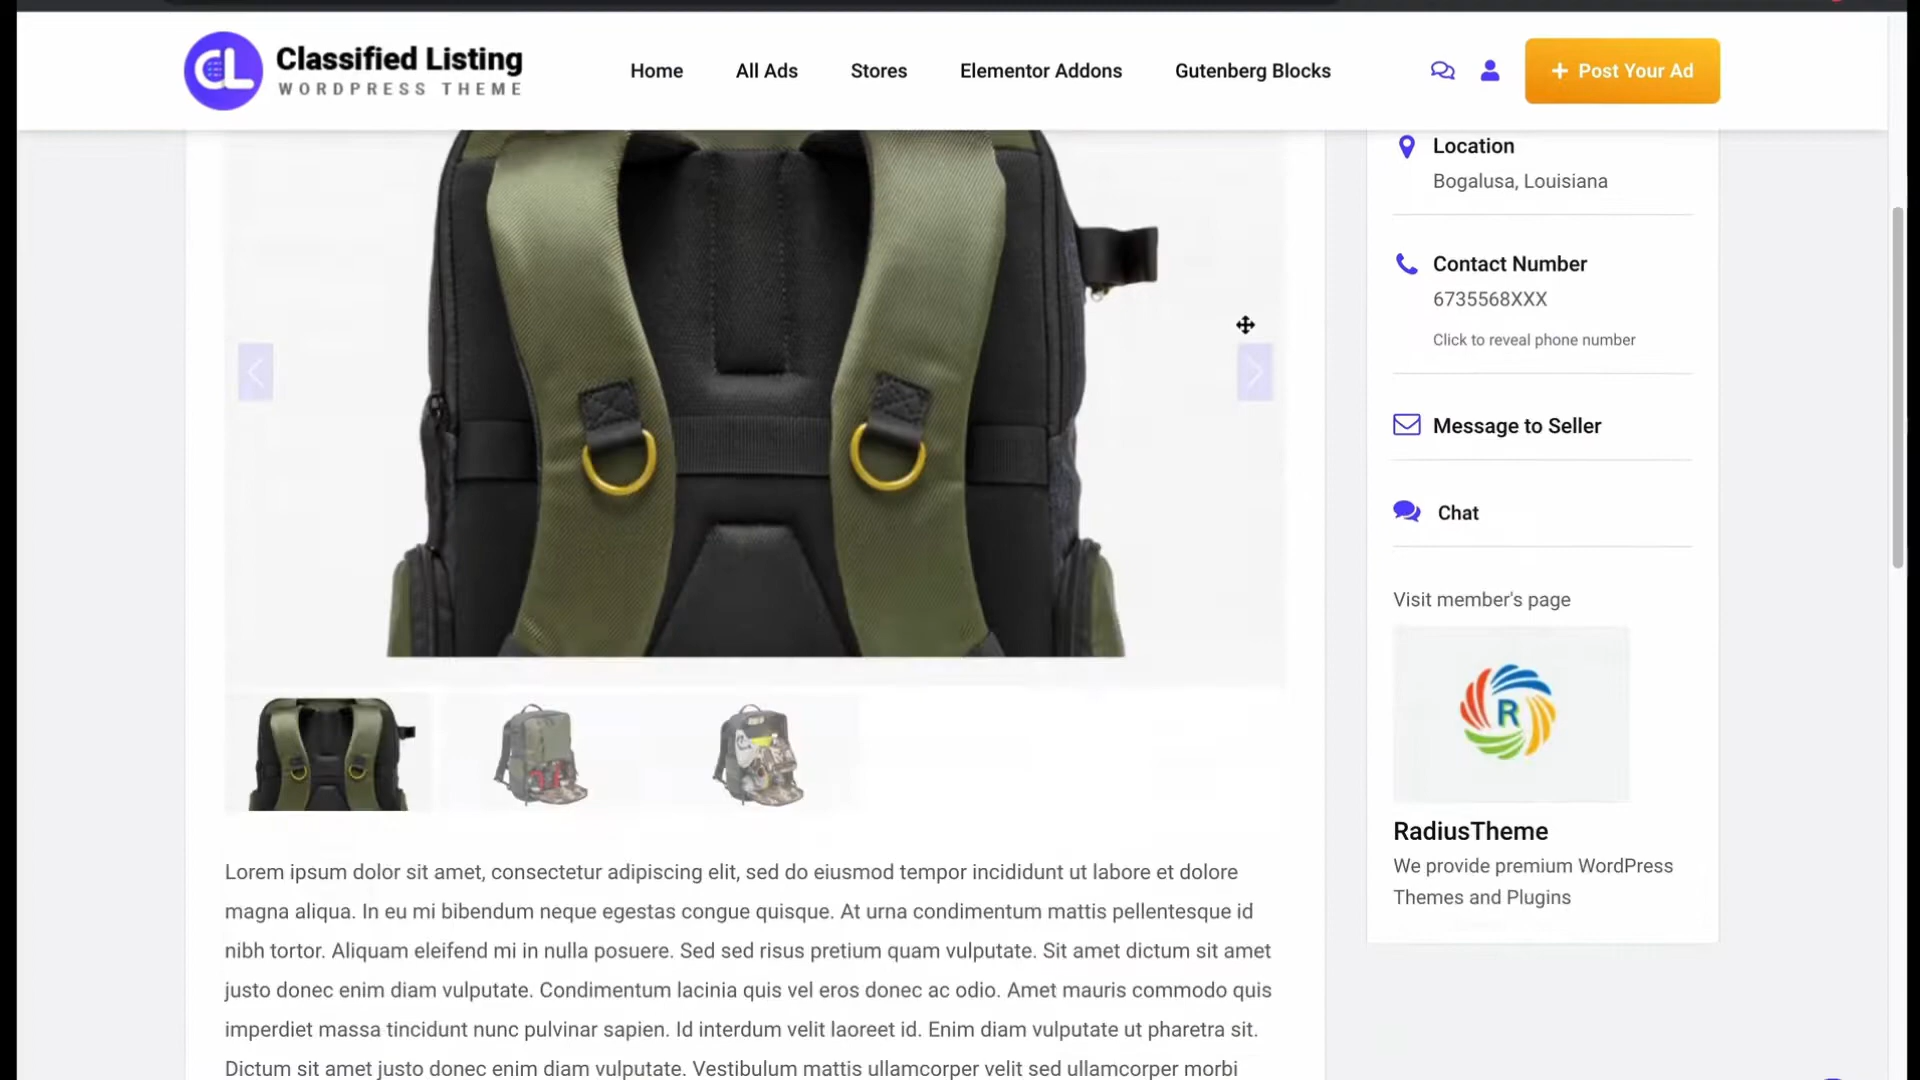 Classified Listing
WORDPRESS THEME
Home
All Ads
Stores
Elementor Addons
Gutenberg Blocks
+ Post Your Ad
Location
Bogalusa, Louisiana
Contact Number
6735568XXX
Click to reveal phone number
Message to Seller
Chat
Visit member's page
R
RadiusTheme
We provide premium WordPress
Themes and Plugins
Lorem ipsum dolor sit amet, consectetur adipiscing elit, sed do eiusmod tempor incididunt ut labore et dolore
magna aliqua. In eu mi bibendum neque egestas congue quisque. At urna condimentum mattis pellentesque id
nibh tortor. Aliquam eleifend mi in nulla posuere. Sed sed risus pretium quam vulputate. Sit amet dictum sit amet
justo donec enim diam vulputate. Condimentum lacinia quis vel eros donec ac odio. Amet mauris commodo quis
imperdiet massa tincidunt nunc pulvinar sapien. Id interdum velit laoreet id. Enim diam vulputate ut pharetra sit.
Dictum sit amet justo donec enim diam vulputate. Vestibulum mattis ullamcorper velit sed ullamcorper morbi